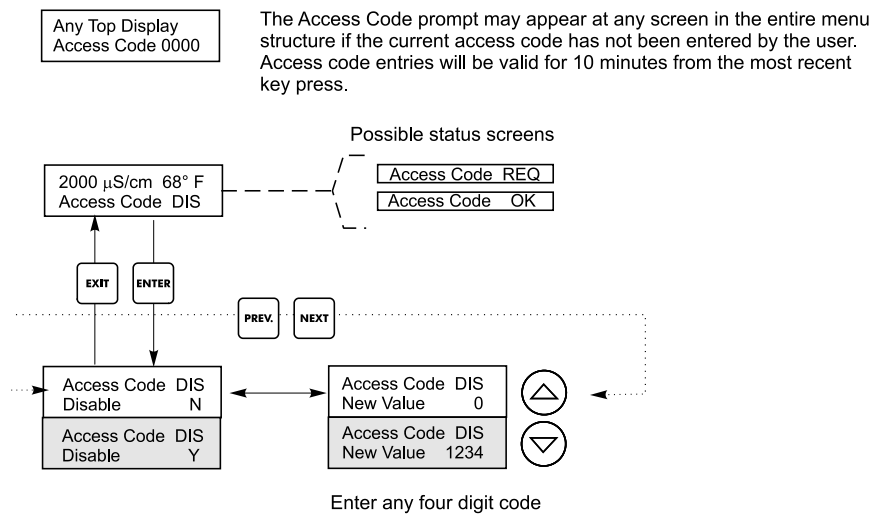 Any Top Display
Access Code 0000
The Access Code prompt may appear at any screen in the entire menu
structure if the current access code has not been entered by the user.
Access code entries will be valid for 10 minutes from the most recent
key press.
Possible status screens
2000 µS/cm 68° F
Access Code DIS
Access Code REQ
Access Code OK
EXIT
ENTER
PREV.
NEXT
Access Code DIS
Disable N
Access Code DIS
Disable Y
Access Code DIS
New Value 0
Access Code DIS
New Value 1234
Enter any four digit code